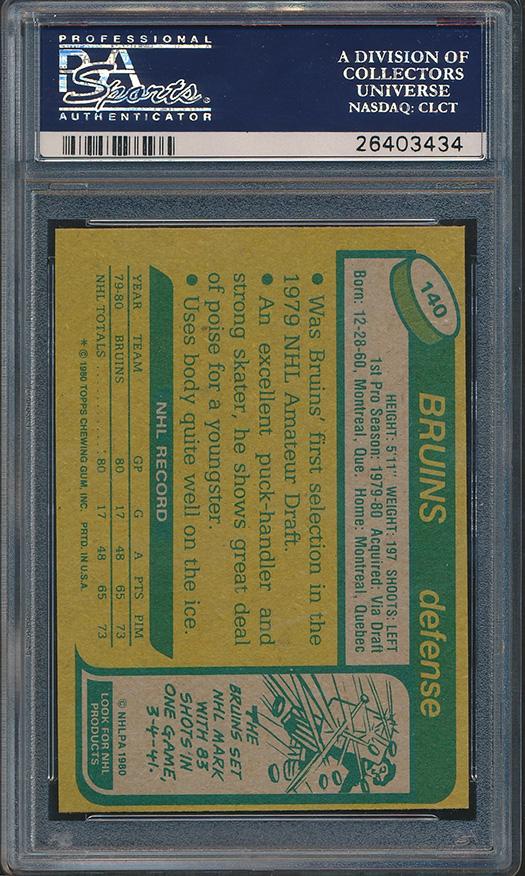 PROFESSIONAL
PSA
Sports
AUTHENTICATOR
A DIVISION OF
COLLECTORS
UNIVERSE
NASDAQ: CLCT
26403434
140
BRUINS defense
HEIGHT: 5'11" WEIGHT: 197 SHOOTS: LEFT
1st Pro Season: 1979-80 Acquired: Via Draft
Born: 12-28-60, Montreal, Que. Home: Montreal, Quebec
• Was Bruins' first selection in the
1979 NHL Amateur Draft.
• An excellent puck-handler and
strong skater, he shows great deal
of poise for a youngster.
• Uses body quite well on the ice.
NHL RECORD
YEAR TEAM GP G A PTS PIM
79-80 BRUINS 80 17 48 65 73
NHL TOTALS . . . . . . . . 80 17 48 65 73
* © 1980 TOPPS CHEWING GUM, INC. PRTD. IN U.S.A.
THE
BRUINS SET
NHL MARK
WITH 83
SHOTS IN
ONE GAME,
3-4-41.
© NHLPA 1980
LOOK FOR NHL
PRODUCTS